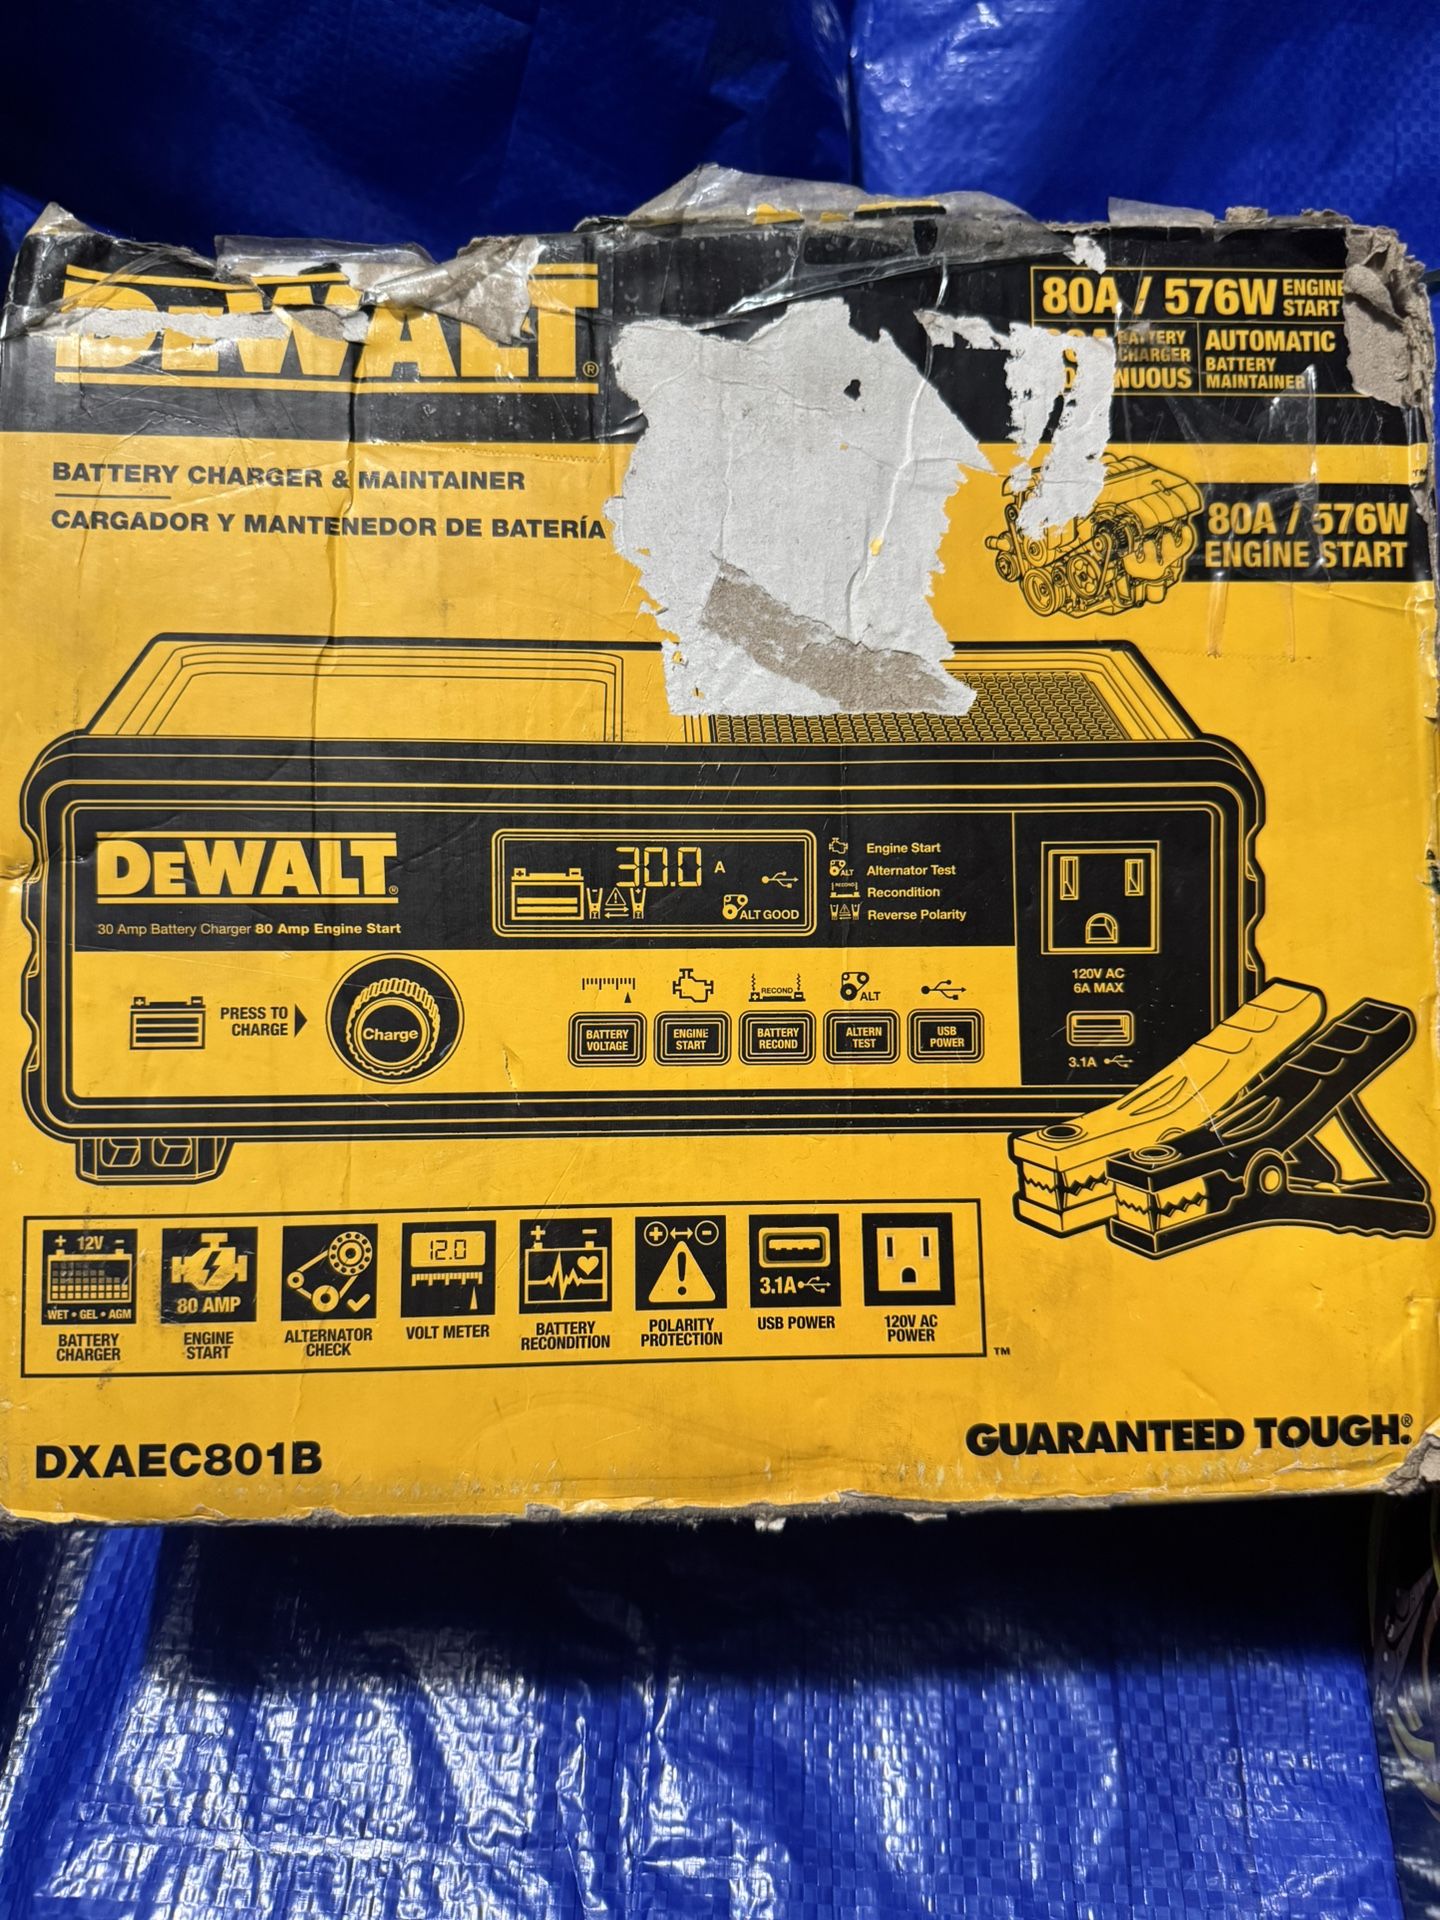 DEWALT®
80A / 576W ENGINE START
BATTERY CHARGER
AUTOMATIC BATTERY MAINTAINER
BATTERY CHARGER & MAINTAINER
CARGADOR Y MANTENEDOR DE BATERÍA
™
80A / 576W
ENGINE START
DEWALT®
30 Amp Battery Charger 80 Amp Engine Start
30.0 A
ALT GOOD
Engine Start
ALT Alternator Test
RECOND Recondition
Reverse Polarity
120V AC
6A MAX
3.1A
PRESS TO
CHARGE
Charge
RECOND
ALT
BATTERY
VOLTAGE
ENGINE
START
BATTERY
RECOND
ALTERN
TEST
USB
POWER
+ 12V -
WET • GEL • AGM
BATTERY
CHARGER
80 AMP
ENGINE
START
ALTERNATOR
CHECK
12.0
VOLT METER
BATTERY
RECONDITION
POLARITY
PROTECTION
3.1A
USB POWER
120V AC
POWER
™
DXAEC801B
GUARANTEED TOUGH.®